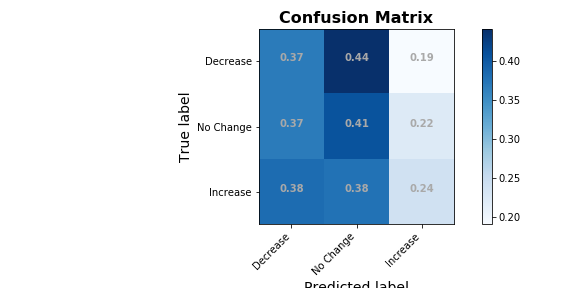 Confusion Matrix
True label
Decrease 0.37 0.44 0.19
No Change 0.37 0.41 0.22
Increase 0.38 0.38 0.24
Decrease No Change Increase
Predicted label
0.40
0.35
0.30
0.25
0.20